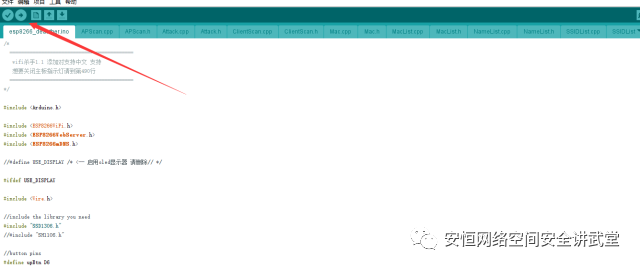 文件 编辑 项目 工具 帮助
esp8266_deauther.ino APScan.cpp APScan.h Attack.cpp Attack.h ClientScan.cpp ClientScan.h Mac.cpp Mac.h MacList.cpp MacList.h NameList.cpp NameList.h SSIDList.cpp SSIDList
/*
wifi杀手1.1 添加对支持中文 支持
想要关闭主板指示灯请到第480行
*/
#include <Arduino.h>
#include <ESP8266WiFi.h>
#include <ESP8266WebServer.h>
#include <ESP8266mDNS.h>
//#define USE_DISPLAY /* <-- 启用oled显示器 请删除// */
#ifdef USE_DISPLAY
#include <Wire.h>
//include the library you need
#include "SSD1306.h"
//#include "SH1106.h"
//button pins
#define upBtn D6
安恒网络空间安全讲武堂